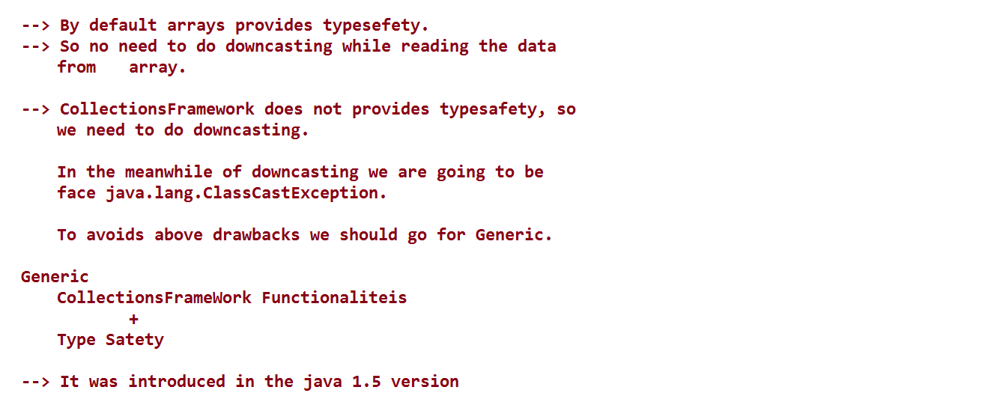 --> By default arrays provides typesefety.
--> So no need to do downcasting while reading the data
from array.
--> CollectionsFramework does not provides typesafety, so
we need to do downcasting.
In the meanwhile of downcasting we are going to be
face java.lang.ClassCastException.
To avoids above drawbacks we should go for Generic.
Generic
CollectionsFrameWork Functionaliteis
+
Type Satety
--> It was introduced in the java 1.5 version